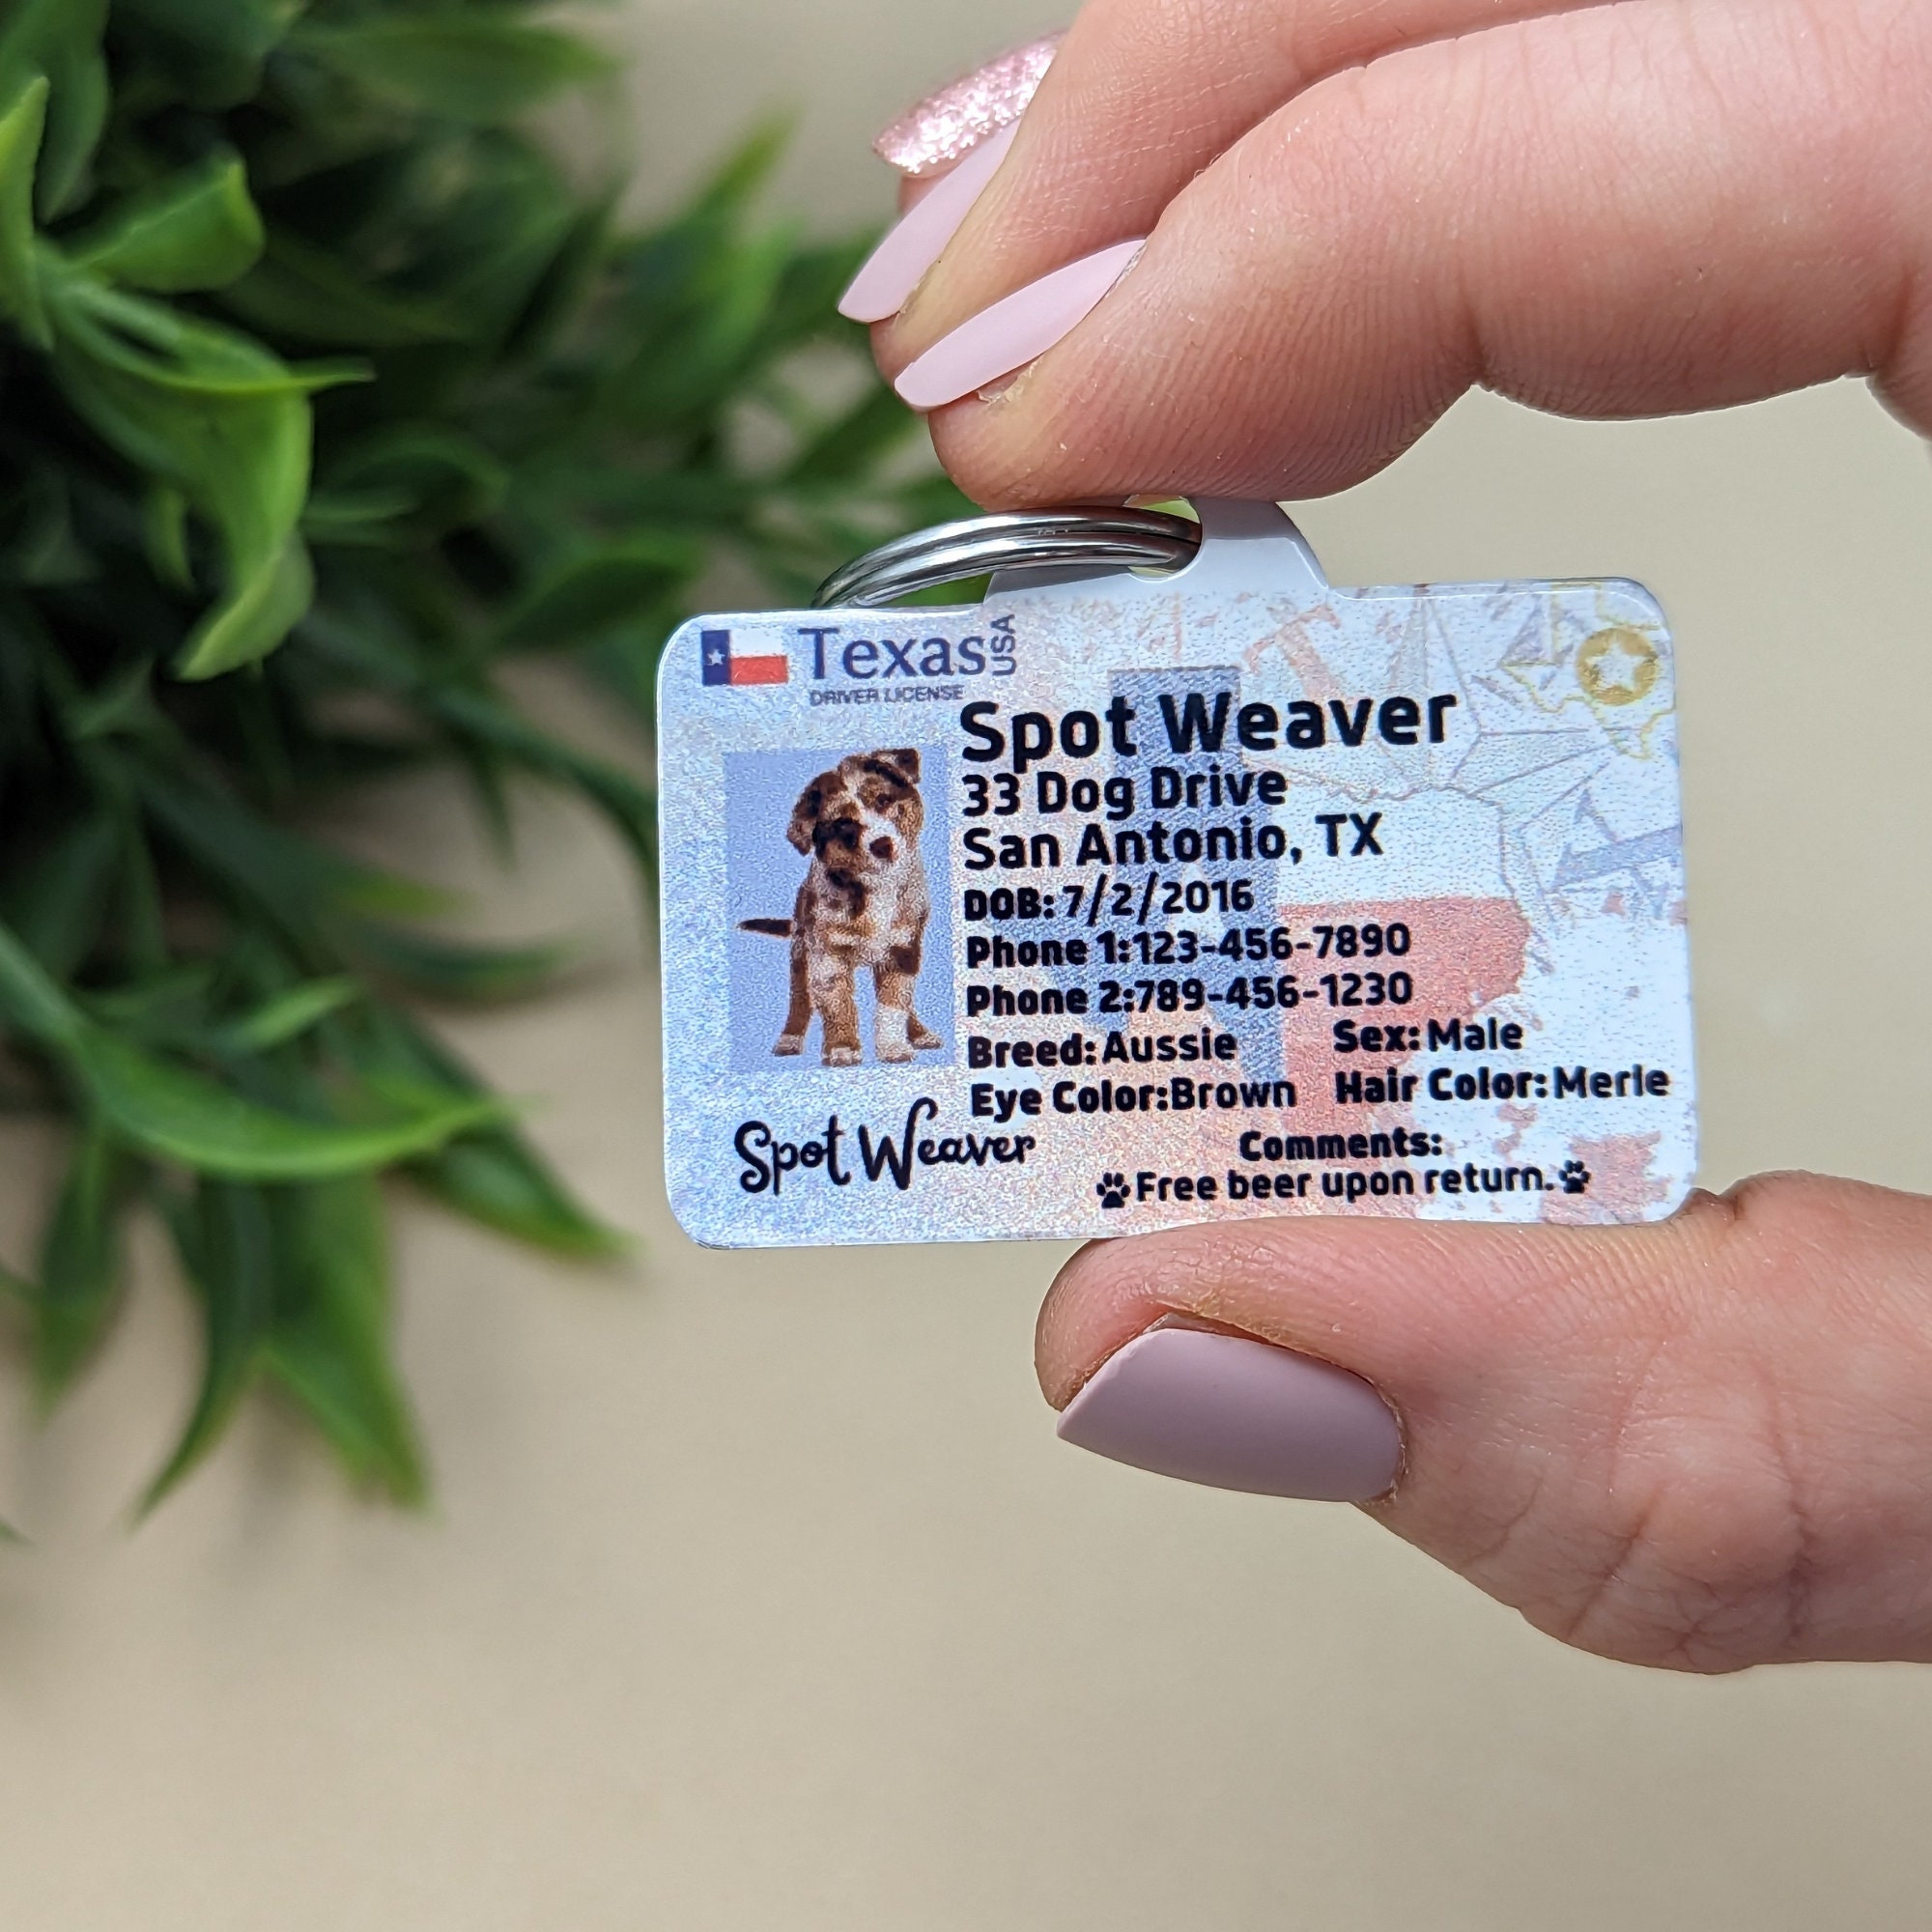 Texas USA
DRIVER LICENSE
Spot Weaver
33 Dog Drive
San Antonio, TX
DOB: 7/2/2016
Phone 1:123-456-7890
Phone 2:789-456-1230
Breed: Aussie Sex: Male
Eye Color:Brown Hair Color: Merle
Spot Weaver
Comments:
Free beer upon return.